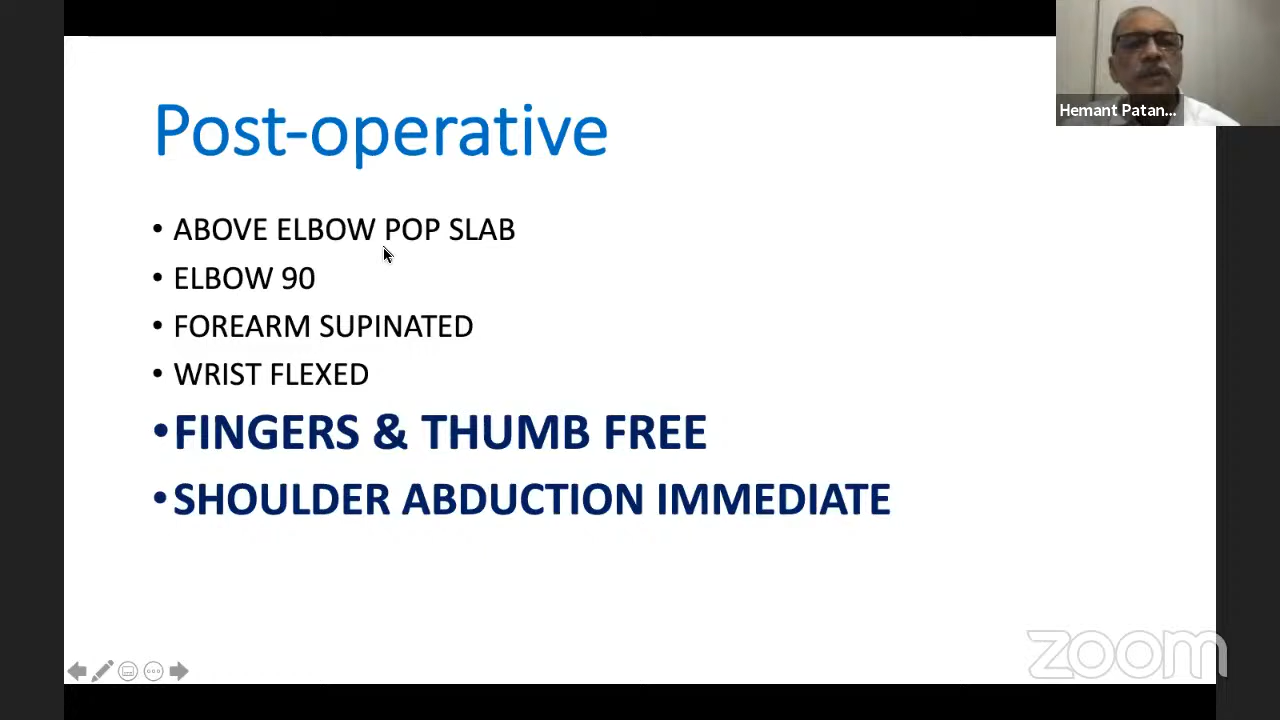 Hemant Patan...
Post-operative
• ABOVE ELBOW POP SLAB
• ELBOW 90
• FOREARM SUPINATED
• WRIST FLEXED
• FINGERS & THUMB FREE
• SHOULDER ABDUCTION IMMEDIATE
zoom